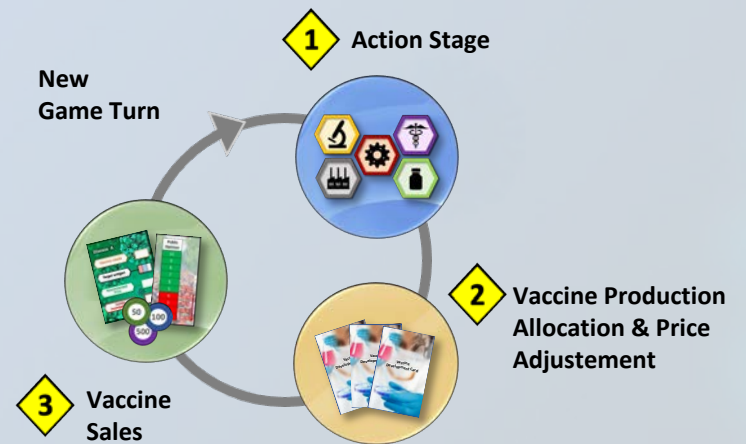 1
Action Stage
New
Game Turn
2
Vaccine Production
Allocation & Price
Adjustement
50
100
500
3
Vaccine
Sales